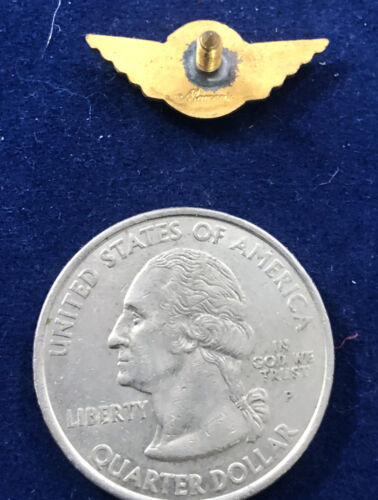 UNITED STATES OF AMERICA
IN
GOD WE
TRUST
P
LIBERTY
QUARTER DOLLAR